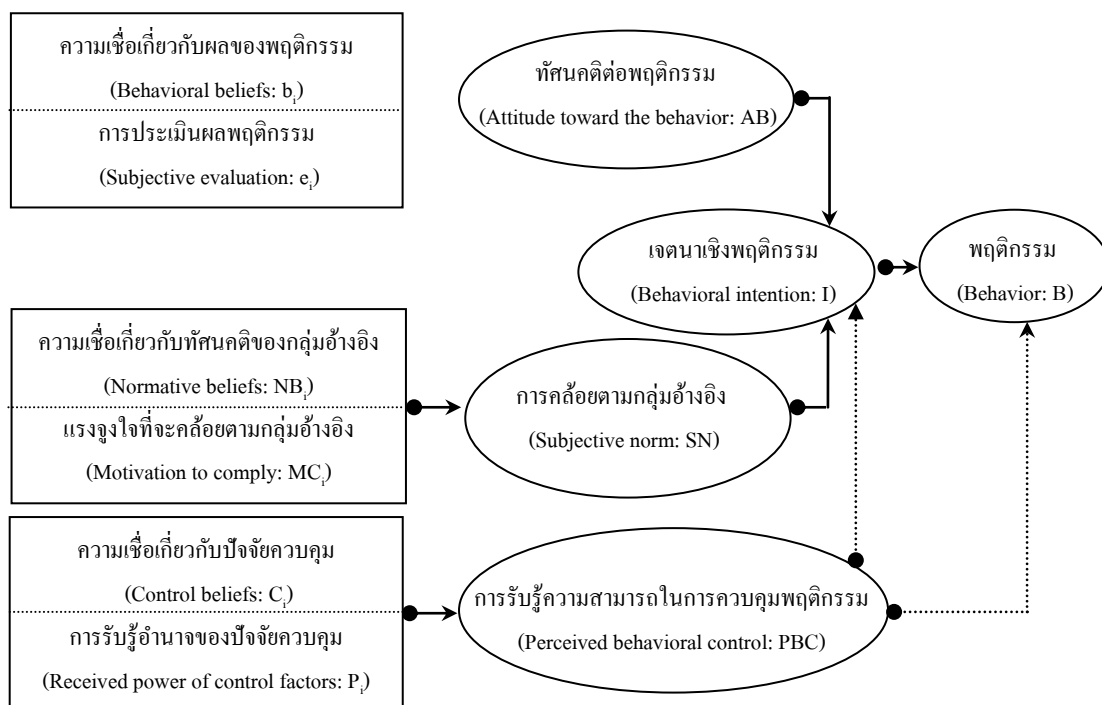 ความเชื่อเกี่ยวกับผลของพฤติกรรม
(Behavioral beliefs: bᵢ)
การประเมินผลพฤติกรรม
(Subjective evaluation: eᵢ)
ทัศนคติต่อพฤติกรรม
(Attitude toward the behavior: AB)
เจตนาเชิงพฤติกรรม
(Behavioral intention: I)
พฤติกรรม
(Behavior: B)
ความเชื่อเกี่ยวกับทัศนคติของกลุ่มอ้างอิง
(Normative beliefs: NBᵢ)
แรงจูงใจที่จะคล้อยตามกลุ่มอ้างอิง
(Motivation to comply: MCᵢ)
การคล้อยตามกลุ่มอ้างอิง
(Subjective norm: SN)
ความเชื่อเกี่ยวกับปัจจัยควบคุม
(Control beliefs: Cᵢ)
การรับรู้อำนาจของปัจจัยควบคุม
(Received power of control factors: Pᵢ)
การรับรู้ความสามารถในการควบคุมพฤติกรรม
(Perceived behavioral control: PBC)